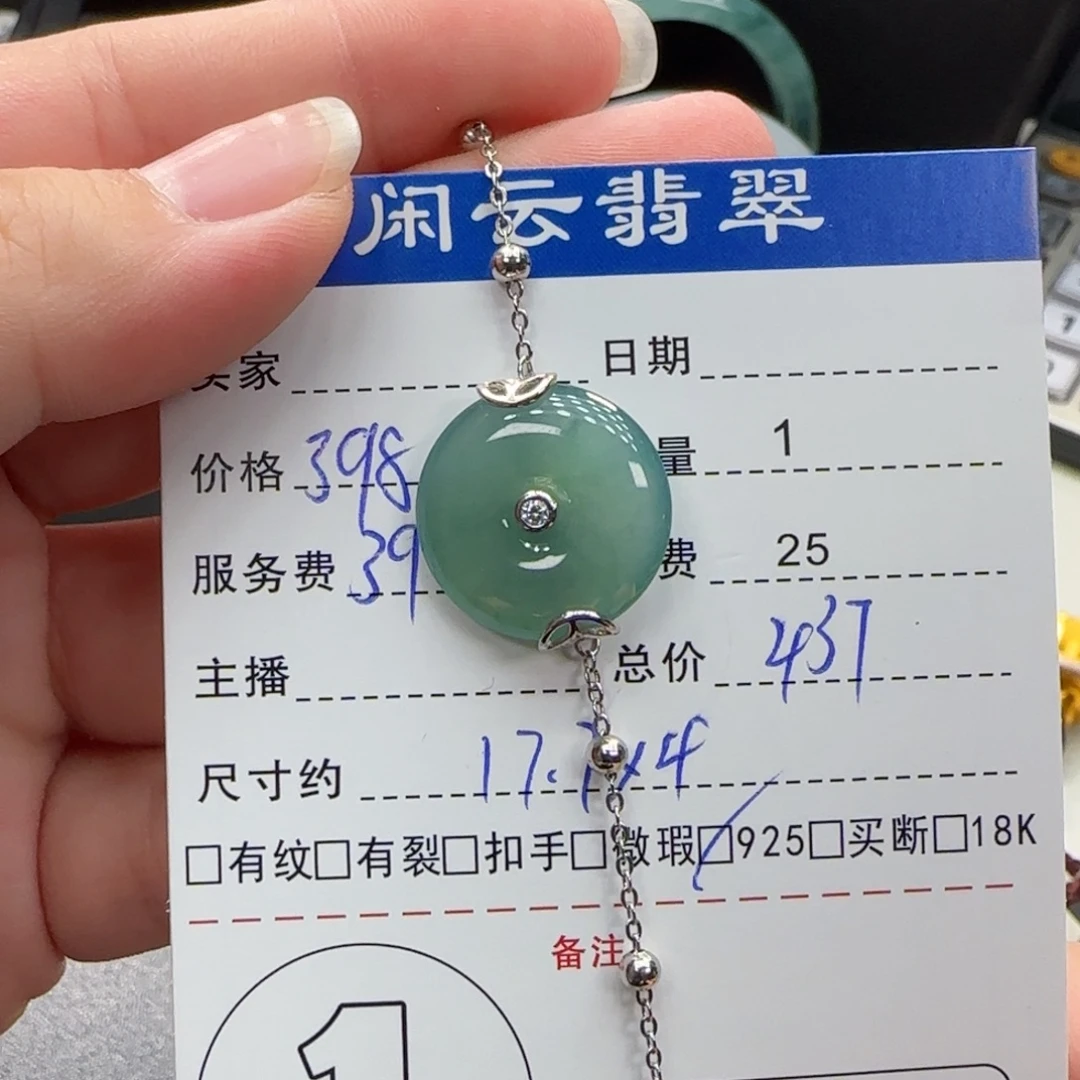 闲云翡翠
卖家 日期
价格 398 量 1
服务费 39 费 25
主播 总价 437
尺寸约 17. x4
□有纹□有裂□扣手□微瑕□925□买断□18K
备注
1